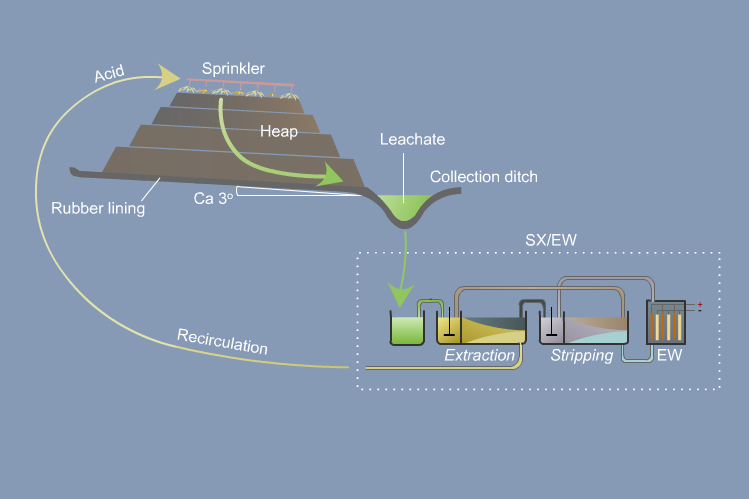 Acid
Sprinkler
Heap
Leachate
Collection ditch
Rubber lining
Ca 3°
SX/EW
+
-
Extraction
Stripping
EW
Recirculation